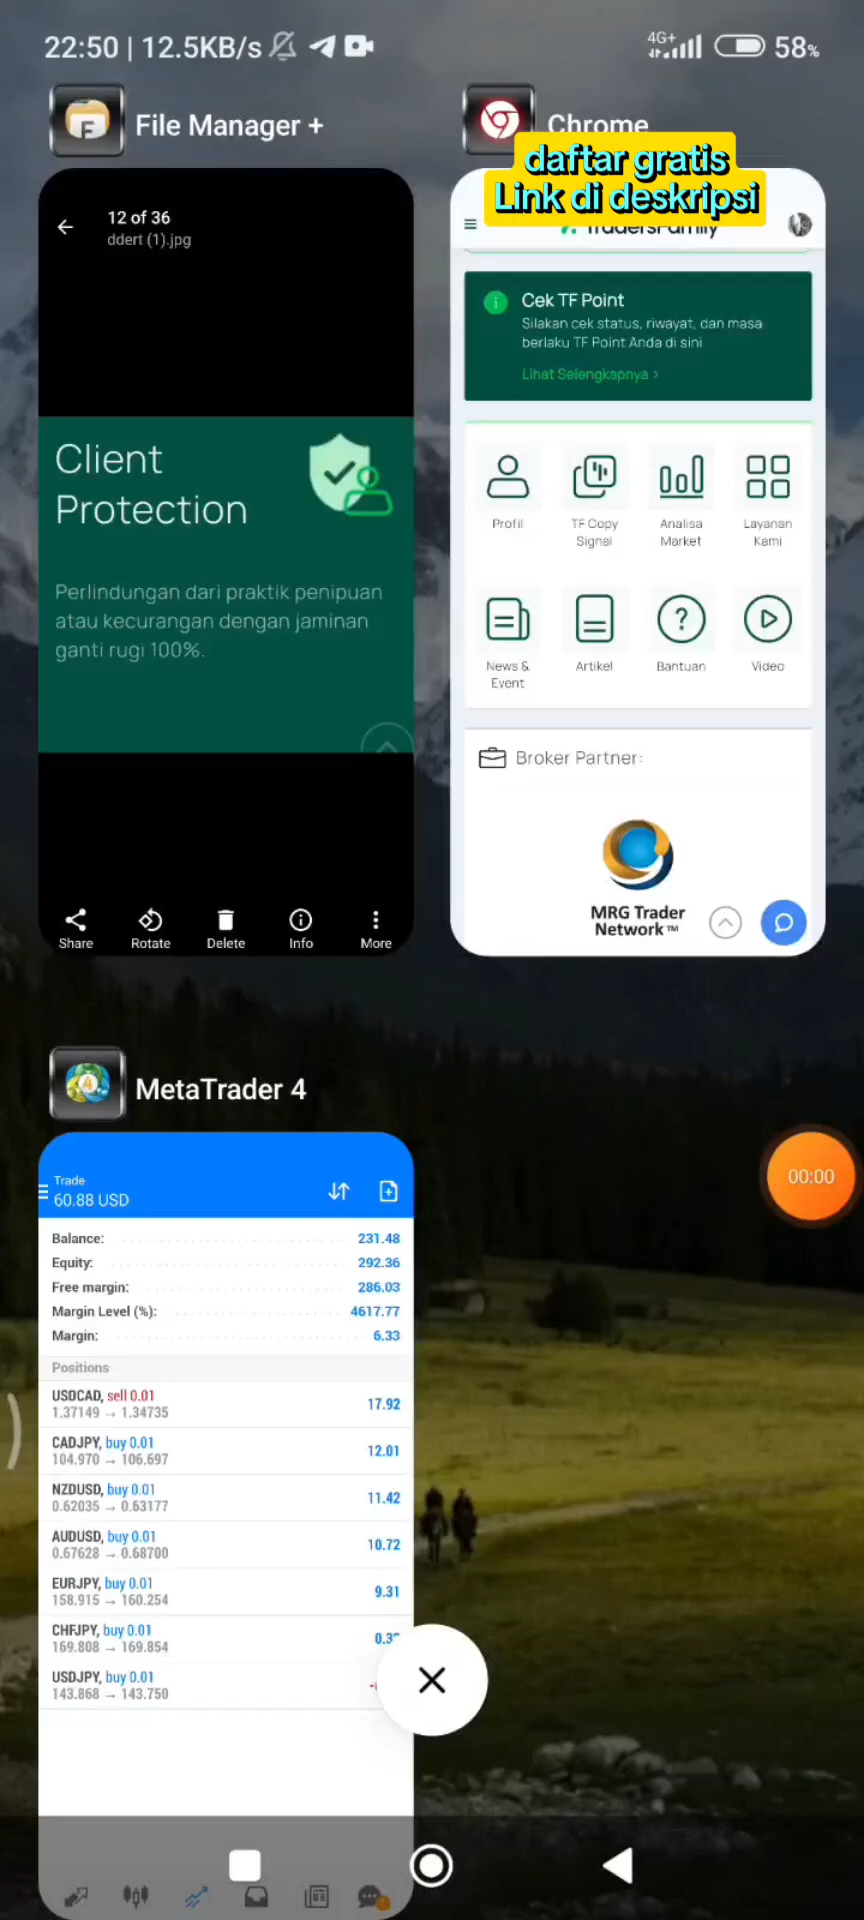 22:50 | 12.5KB/s
4G+
58%
File Manager +
Chrome
daftar gratis
Link di deskripsi
12 of 36
ddert (1).jpg
TradersFamily
Client
Protection
Perlindungan dari praktik penipuan
atau kecurangan dengan jaminan
ganti rugi 100%.
Share
Rotate
Delete
Info
More
Cek TF Point
Silakan cek status, riwayat, dan masa
berlaku TF Point Anda di sini
Lihat Selengkapnya >
Profil
TF Copy
Signal
Analisa
Market
Layanan
Kami
News &
Event
Artikel
Bantuan
Video
Broker Partner:
MRG Trader
Network™
MetaTrader 4
00:00
Trade
60.88 USD
Balance: 231.48
Equity: 292.36
Free margin: 286.03
Margin Level (%): 4617.77
Margin: 6.33
Positions
USDCAD, sell 0.01 17.92
1.37149 → 1.34735
CADJPY, buy 0.01 12.01
104.970 → 106.697
NZDUSD, buy 0.01 11.42
0.62035 → 0.63177
AUDUSD, buy 0.01 10.72
0.67628 → 0.68700
EURJPY, buy 0.01 9.31
158.915 → 160.254
CHFJPY, buy 0.01
169.808 → 169.854
USDJPY, buy 0.01
143.868 → 143.750